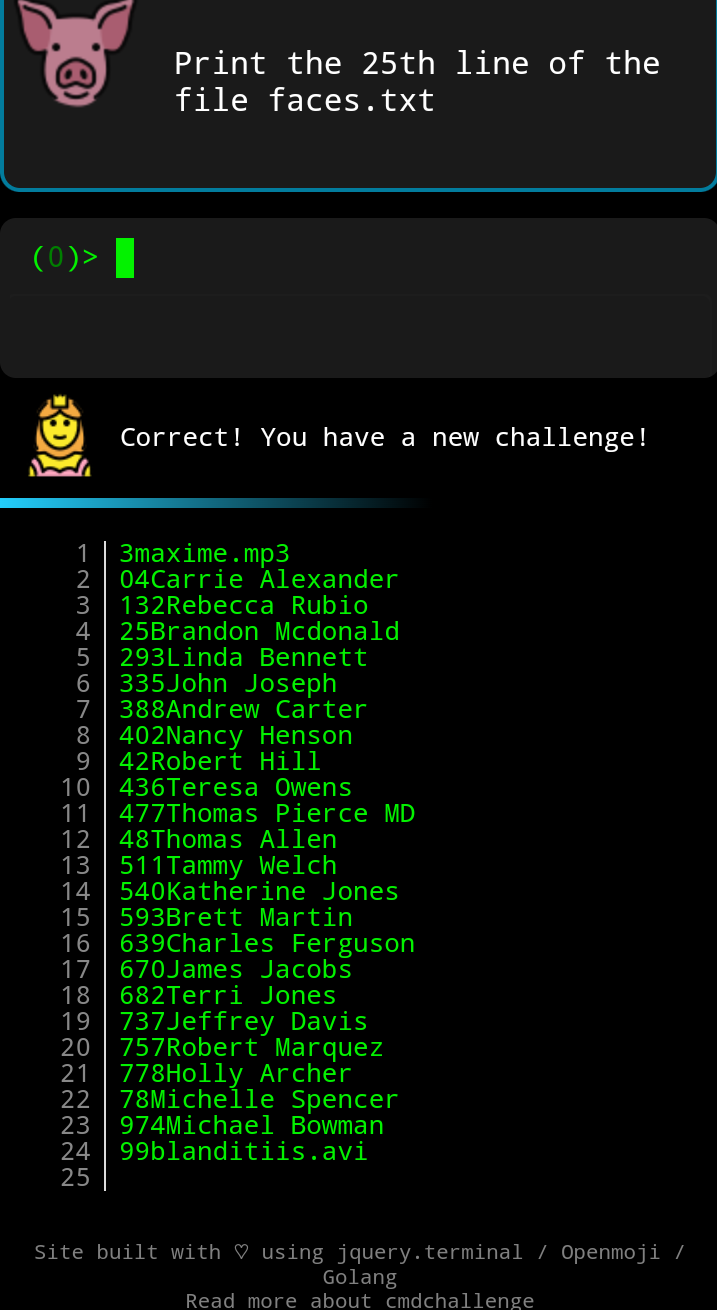 Print the 25th line of the
file faces.txt
(0)>
Correct! You have a new challenge!
1 3maxime.mp3
2 04Carrie Alexander
3 132Rebecca Rubio
4 25Brandon Mcdonald
5 293Linda Bennett
6 335John Joseph
7 388Andrew Carter
8 402Nancy Henson
9 42Robert Hill
10 436Teresa Owens
11 477Thomas Pierce MD
12 48Thomas Allen
13 511Tammy Welch
14 540Katherine Jones
15 593Brett Martin
16 639Charles Ferguson
17 670James Jacobs
18 682Terri Jones
19 737Jeffrey Davis
20 757Robert Marquez
21 778Holly Archer
22 78Michelle Spencer
23 974Michael Bowman
24 99blanditiis.avi
25
Site built with ♡ using jquery.terminal / Openmoji /
Golang
Read more about cmdchallenge